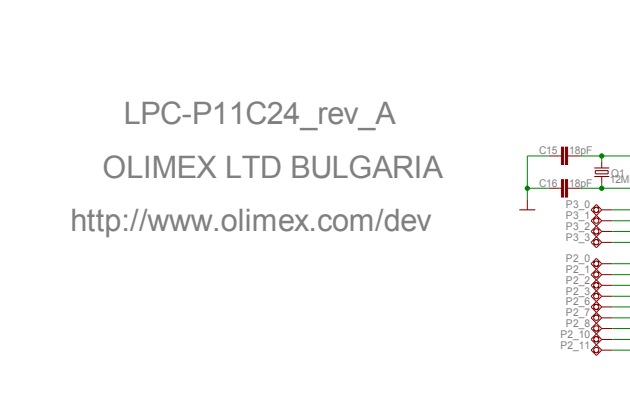 LPC-P11C24_rev_A
OLIMEX LTD BULGARIA
http://www.olimex.com/dev
C15 18pF
Q1
12M
C16 18pF
P3_0
P3_1
P3_2
P3_3
P2_0
P2_1
P2_2
P2_3
P2_6
P2_7
P2_8
P2_10
P2_11